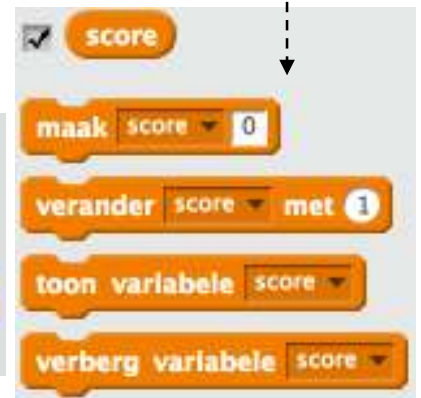 score
maak score 0
verander score met 1
toon variabele score
verberg variabele score